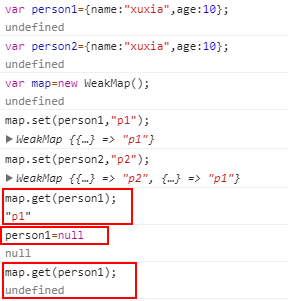 var person1={name:"xuxia",age:10};
undefined
var person2={name:"xuxia",age:10};
undefined
var map=new WeakMap();
undefined
map.set(person1,"p1");
▶ WeakMap {{…} => "p1"}
map.set(person2,"p2");
▶ WeakMap {{…} => "p2", {…} => "p1"}
map.get(person1);
"p1"
person1=null
null
map.get(person1);
undefined